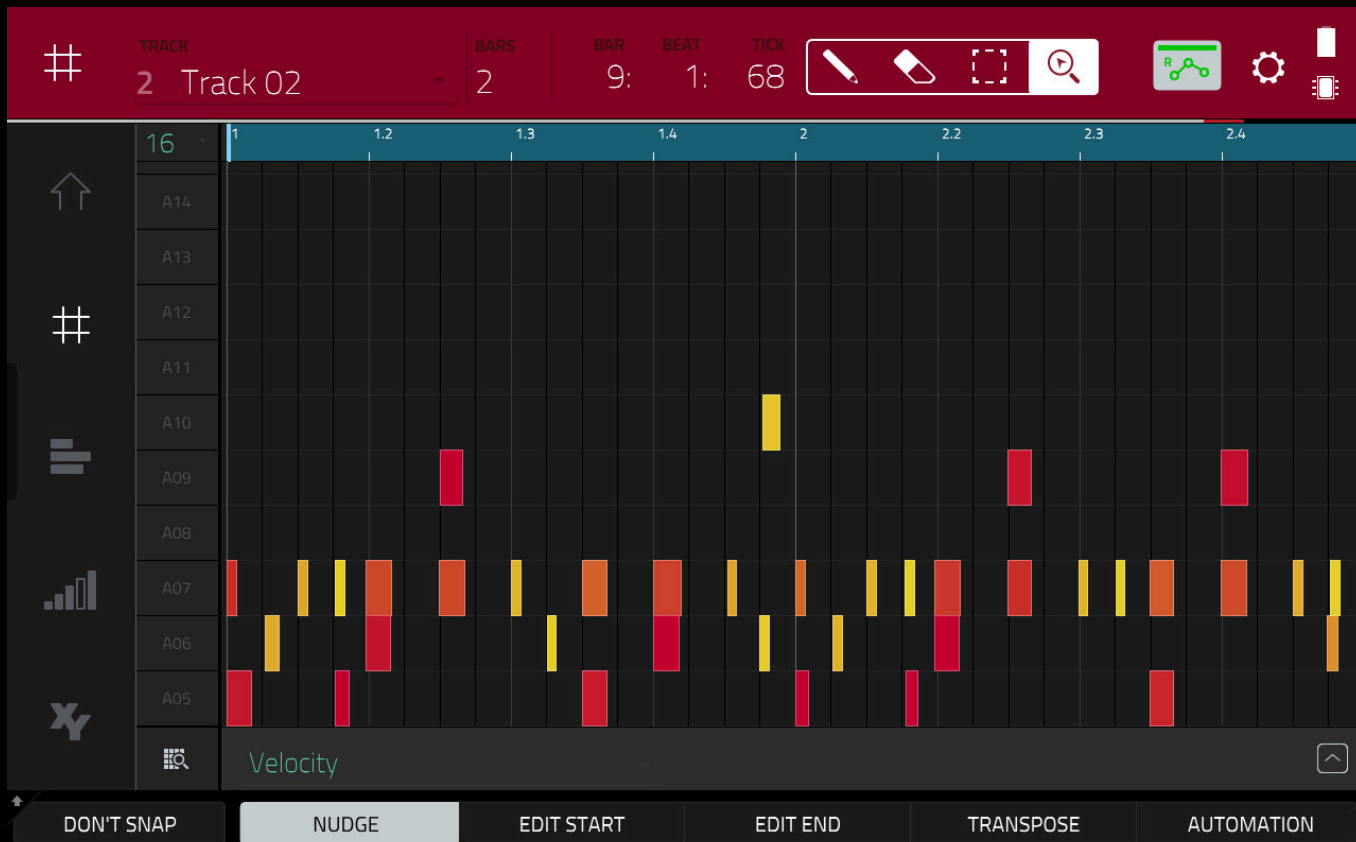 TRACK BARS BAR BEAT TICK
2 Track 02 2 9: 1: 68
R
16 1 1.2 1.3 1.4 2 2.2 2.3 2.4
A14
A13
A12
A11
A10
A09
A08
A07
A06
A05
XY
Velocity
DON'T SNAP NUDGE EDIT START EDIT END TRANSPOSE AUTOMATION